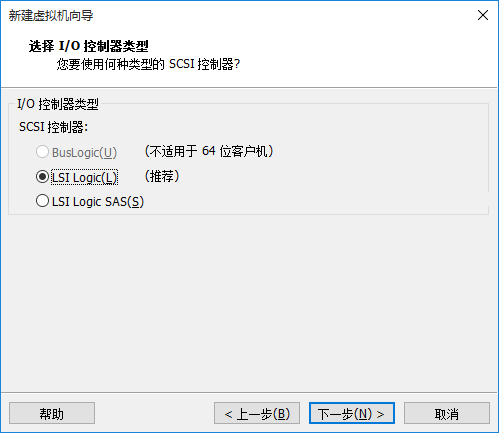 新建虚拟机向导
选择 I/O 控制器类型
您要使用何种类型的 SCSI 控制器?
I/O 控制器类型
SCSI 控制器:
BusLogic(U) （不适用于 64 位客户机）
LSI Logic(L) （推荐）
LSI Logic SAS(S)
帮助 < 上一步(B) 下一步(N) > 取消